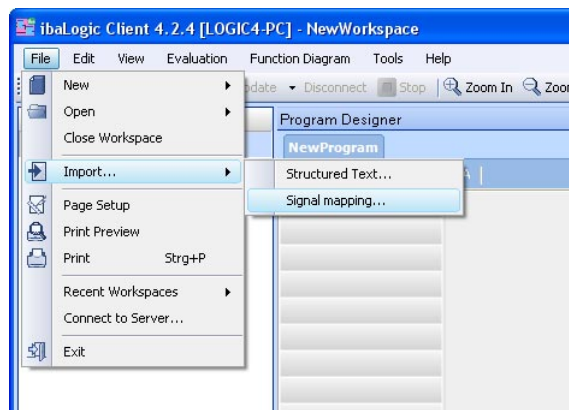 ibaLogic Client 4.2.4 [LOGIC4-PC] - NewWorkspace
File Edit View Evaluation Function Diagram Tools Help
New
Disconnect Stop Zoom In
Open
Program Designer
Close Workspace
NewProgram
Import...
Structured Text...
Page Setup
Signal mapping...
Print Preview
Print Strg+P
Recent Workspaces
Connect to Server...
Exit